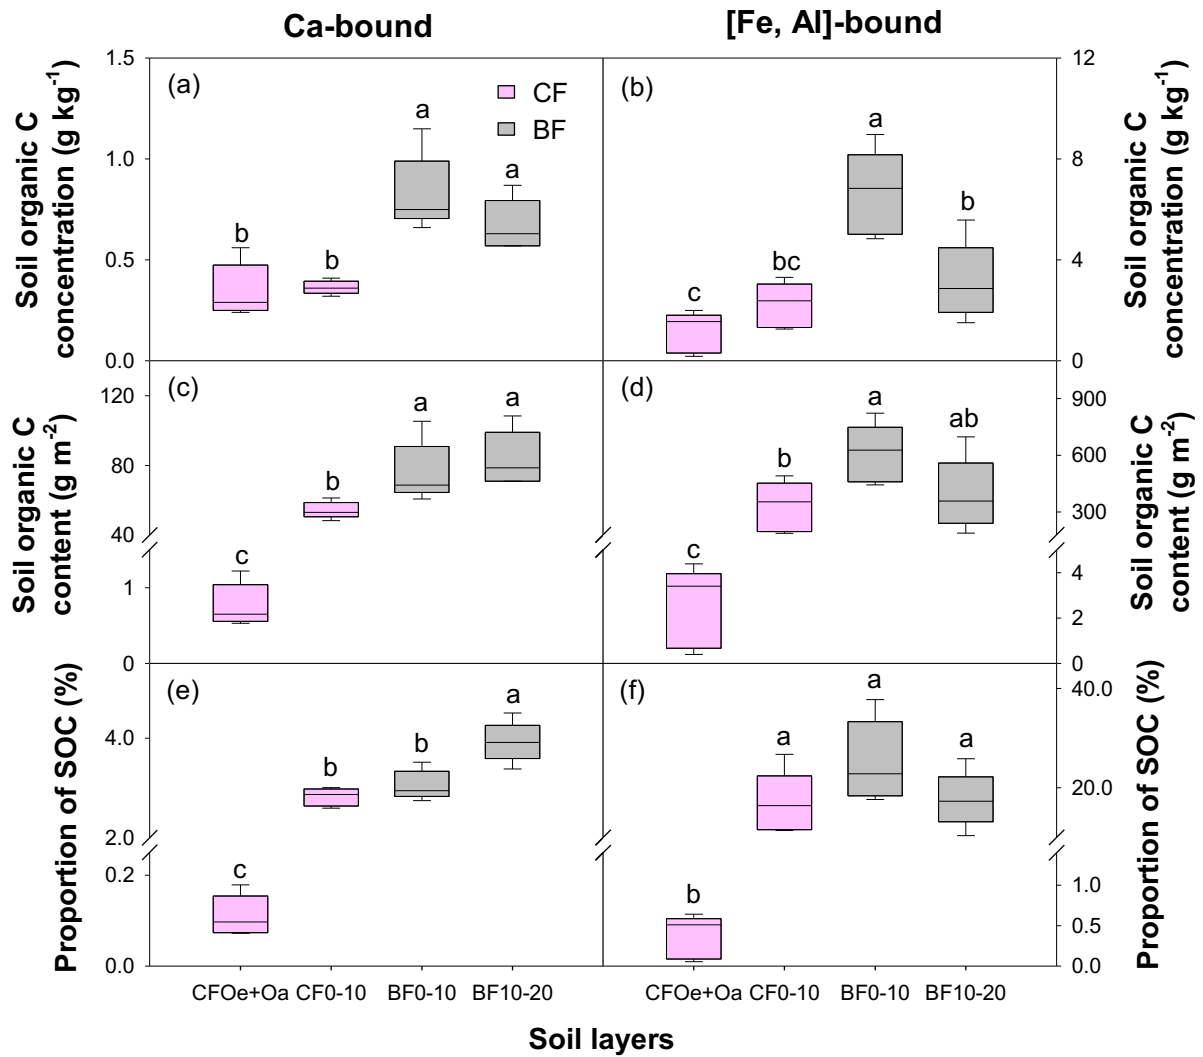 Ca-bound
[Fe, Al]-bound
Soil organic C
concentration (g kg⁻¹)
1.5
1.0
0.5
0.0
(a)
CF
BF
b
b
a
a
(b)
c
bc
a
b
12
8
4
0
Soil organic C
concentration (g kg⁻¹)
Soil organic C
content (g m⁻²)
120
80
40
1
0
(c)
c
b
a
a
(d)
c
b
a
ab
900
600
300
4
2
0
Soil organic C
content (g m⁻²)
Proportion of SOC (%)
4.0
2.0
0.2
0.0
(e)
c
b
b
a
(f)
b
a
a
a
40.0
20.0
1.0
0.5
0.0
Proportion of SOC (%)
CFOe+Oa CF0-10 BF0-10 BF10-20
CFOe+Oa CF0-10 BF0-10 BF10-20
Soil layers